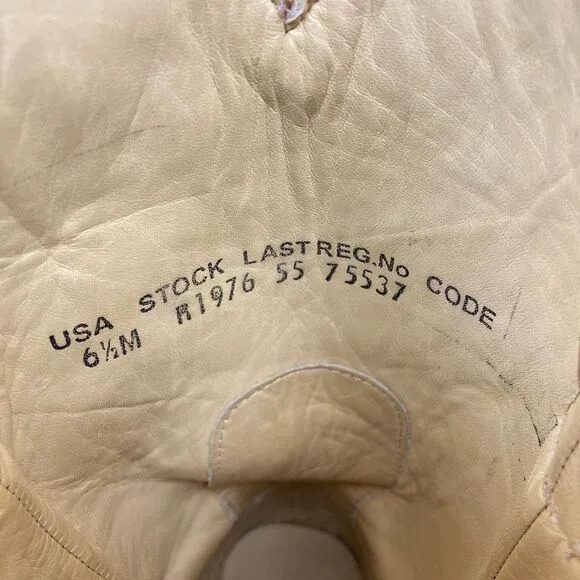 USA STOCK LAST REG.No CODE
6½M R1976 55 75537